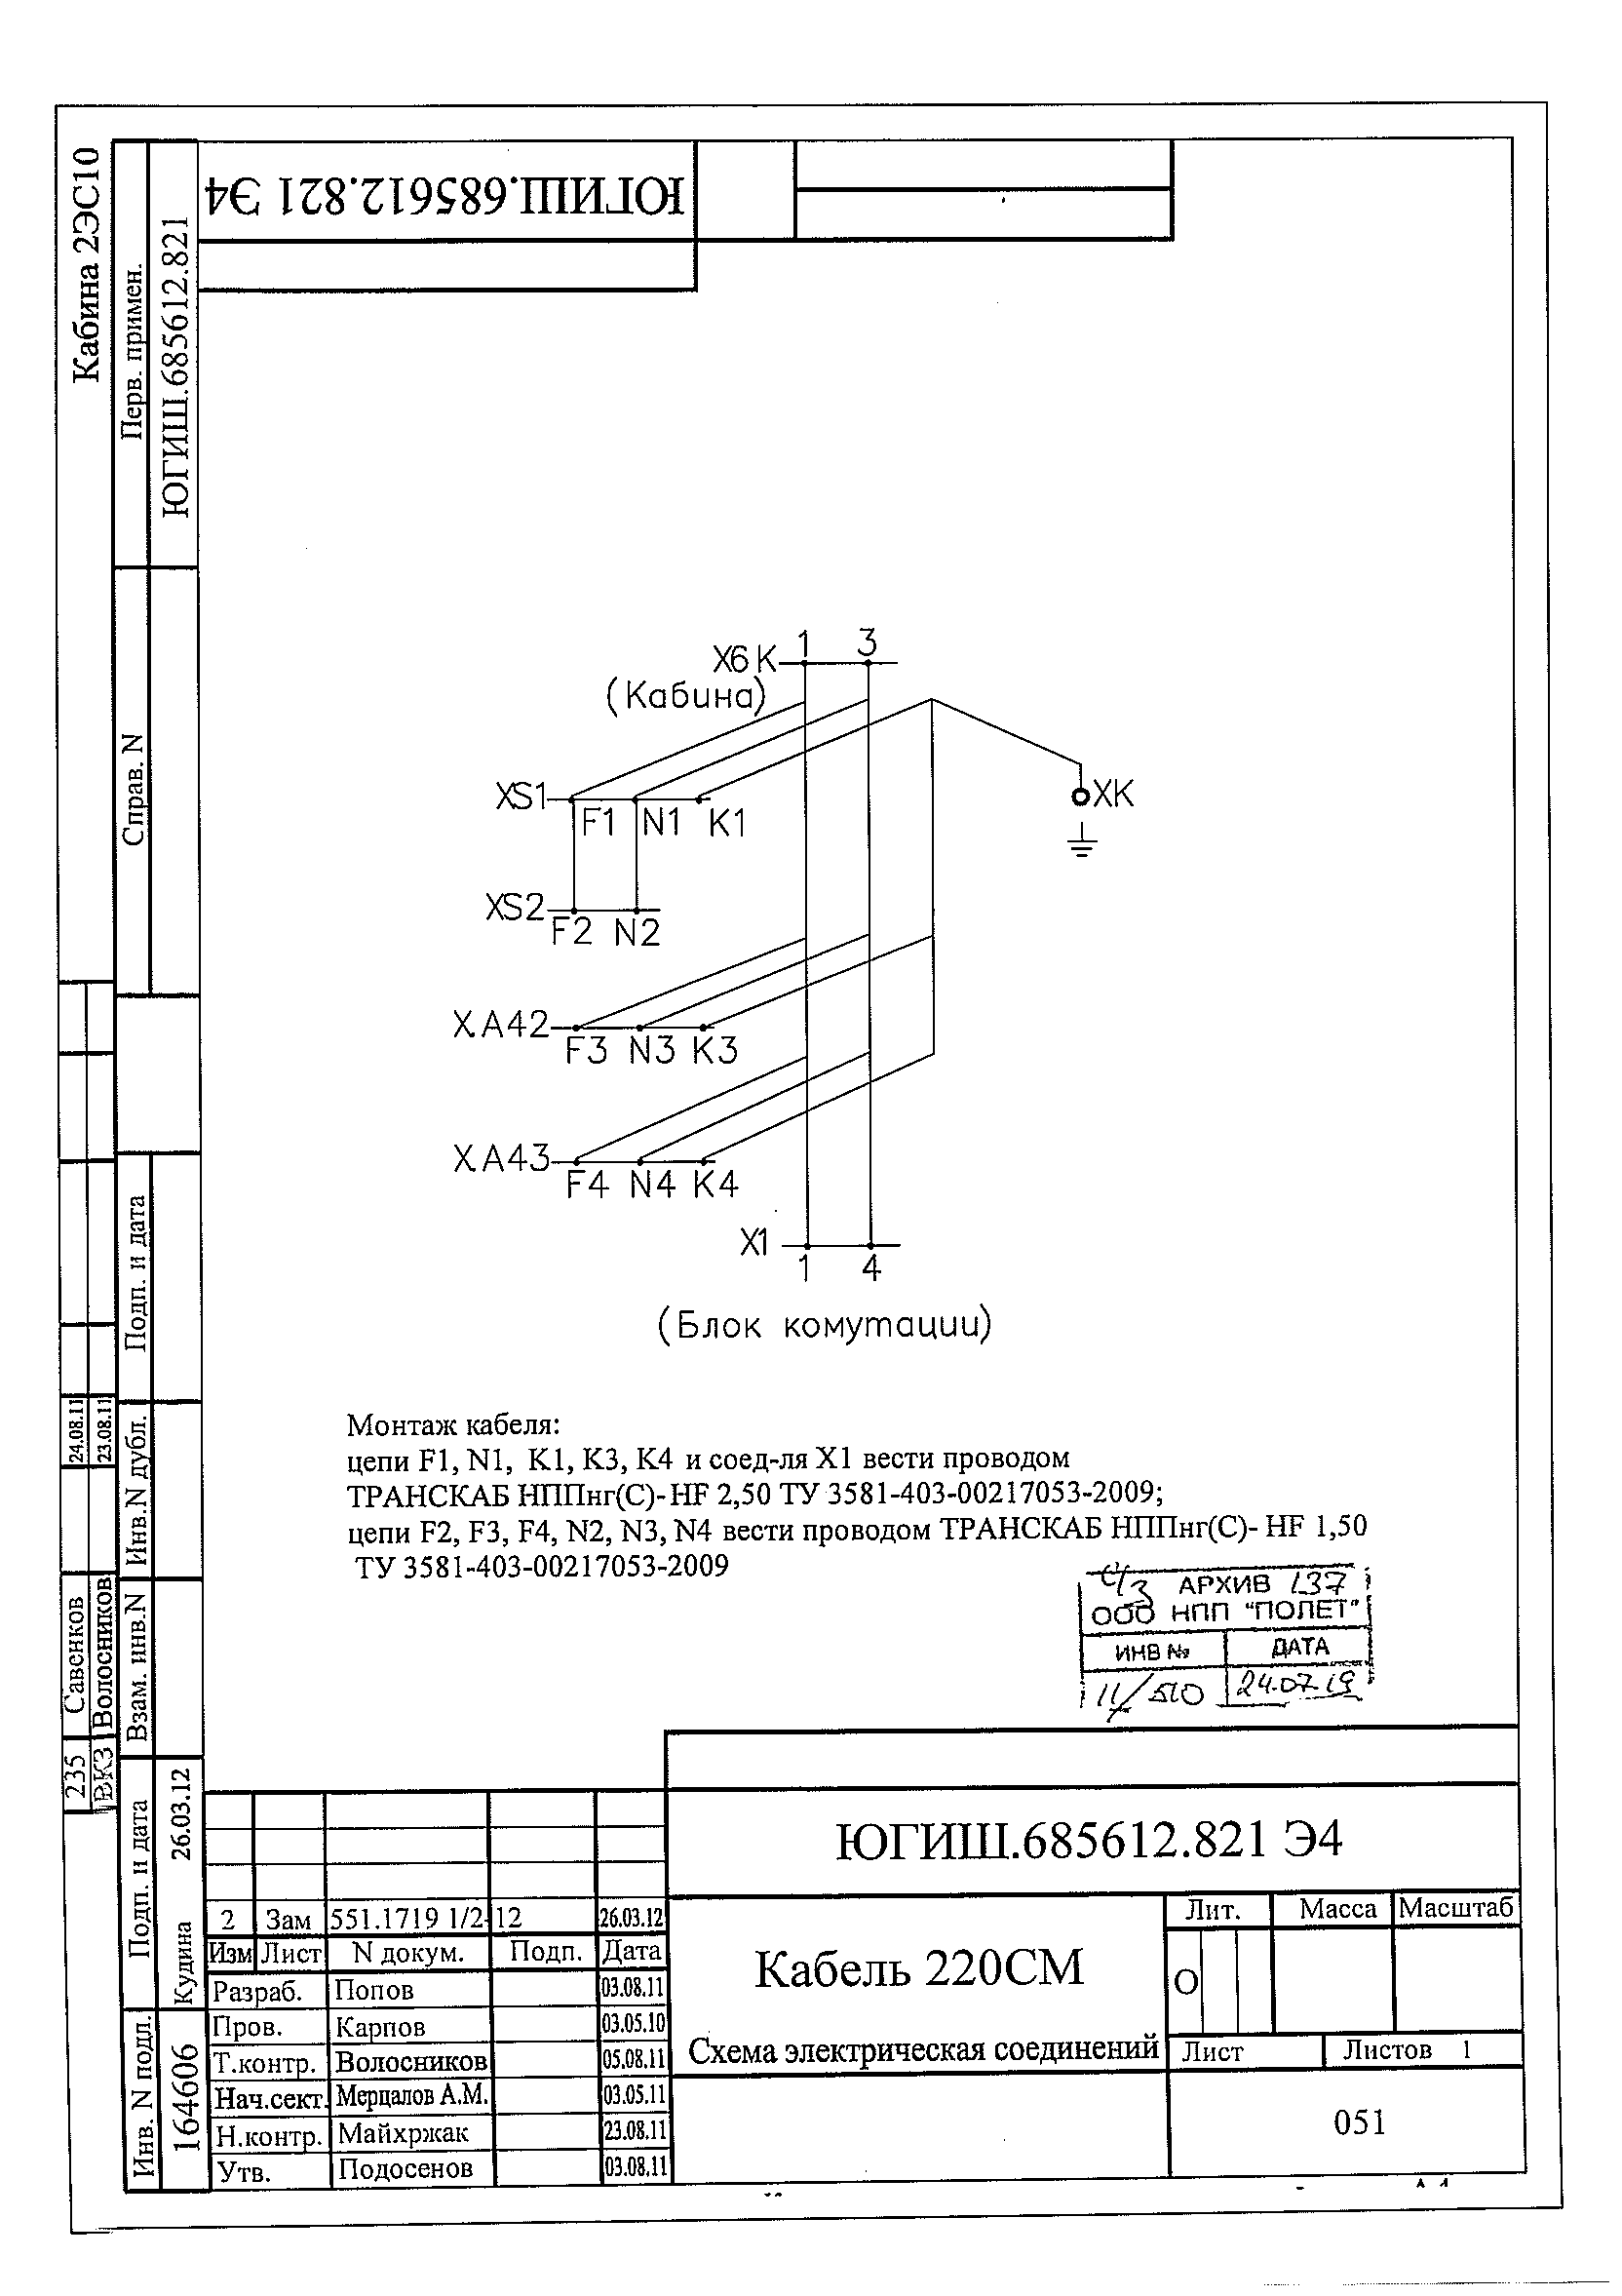 Кабина 2ЭС10
Перв. примен.
ЮГИШ.685612.821
ЮГИШ.685612.821 Э4
Справ. N
1 3
X6 K
(Кабина)
XS1
F1 N1 K1
XK
XS2
F2 N2
X.A42
F3 N3 K3
X.A43
F4 N4 K4
X1
1 4
(Блок комутации)
Монтаж кабеля:
цепи F1, N1, K1, K3, K4 и соед-ля X1 вести проводом
ТРАНСКАБ НППнг(С)-HF 2,50 ТУ 3581-403-00217053-2009;
цепи F2, F3, F4, N2, N3, N4 вести проводом ТРАНСКАБ НППнг(С)- HF 1,50
ТУ 3581-403-00217053-2009
АРХИВ 137
ООО НПП "ПОЛЕТ"
ИНВ № ДАТА
11/510 24.07.19
Подп. и дата
Инв.N дубл.
Взам. инв.N
Подп. и дата
Кудина 26.03.12
Инв. N подл.
164606
235 Савенков 24.08.11
ВКЗ Волосников 23.08.11
ЮГИШ.685612.821 Э4
2 Зам 551.1719 1/2-12 26.03.12
Изм Лист N докум. Подп. Дата
Разраб. Попов 03.08.11
Пров. Карпов 03.05.10
Т.контр. Волосников 05.08.11
Нач.сект. Мерцалов А.М. 03.05.11
Н.контр. Майхржак 23.08.11
Утв. Подосенов 03.08.11
Кабель 220СМ
Схема электрическая соединений
Лит. Масса Масштаб
О
Лист Листов 1
051